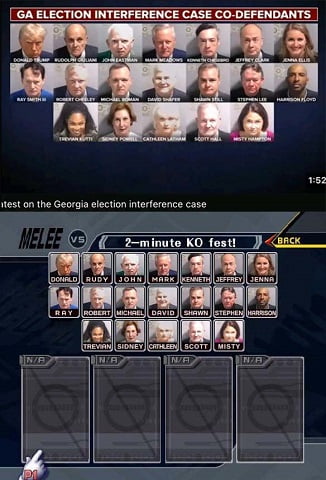 GA ELECTION INTERFERENCE CASE CO-DEFENDANTS
DONALD TRUMP RUDOLPH GIULIANI JOHN EASTMAN MARK MEADOWS KENNETH CHESEBRO JEFFREY CLARK JENNA ELLIS
RAY SMITH III ROBERT CHEELEY MICHAEL ROMAN DAVID SHAFER SHAWN STILL STEPHEN LEE HARRISON FLOYD
TREVIAN KUTTI SIDNEY POWELL CATHLEEN LATHAM SCOTT HALL MISTY HAMPTON
1:52
test on the Georgia election interference case
MELEE VS 2-minute KO fest! BACK
DONALD RUDY JOHN MARK KENNETH JEFFREY JENNA
RAY ROBERT MICHAEL DAVID SHAWN STEPHEN HARRISON
TREVIAN SIDNEY CATHLEEN SCOTT MISTY
N/A N/A N/A N/A
P1